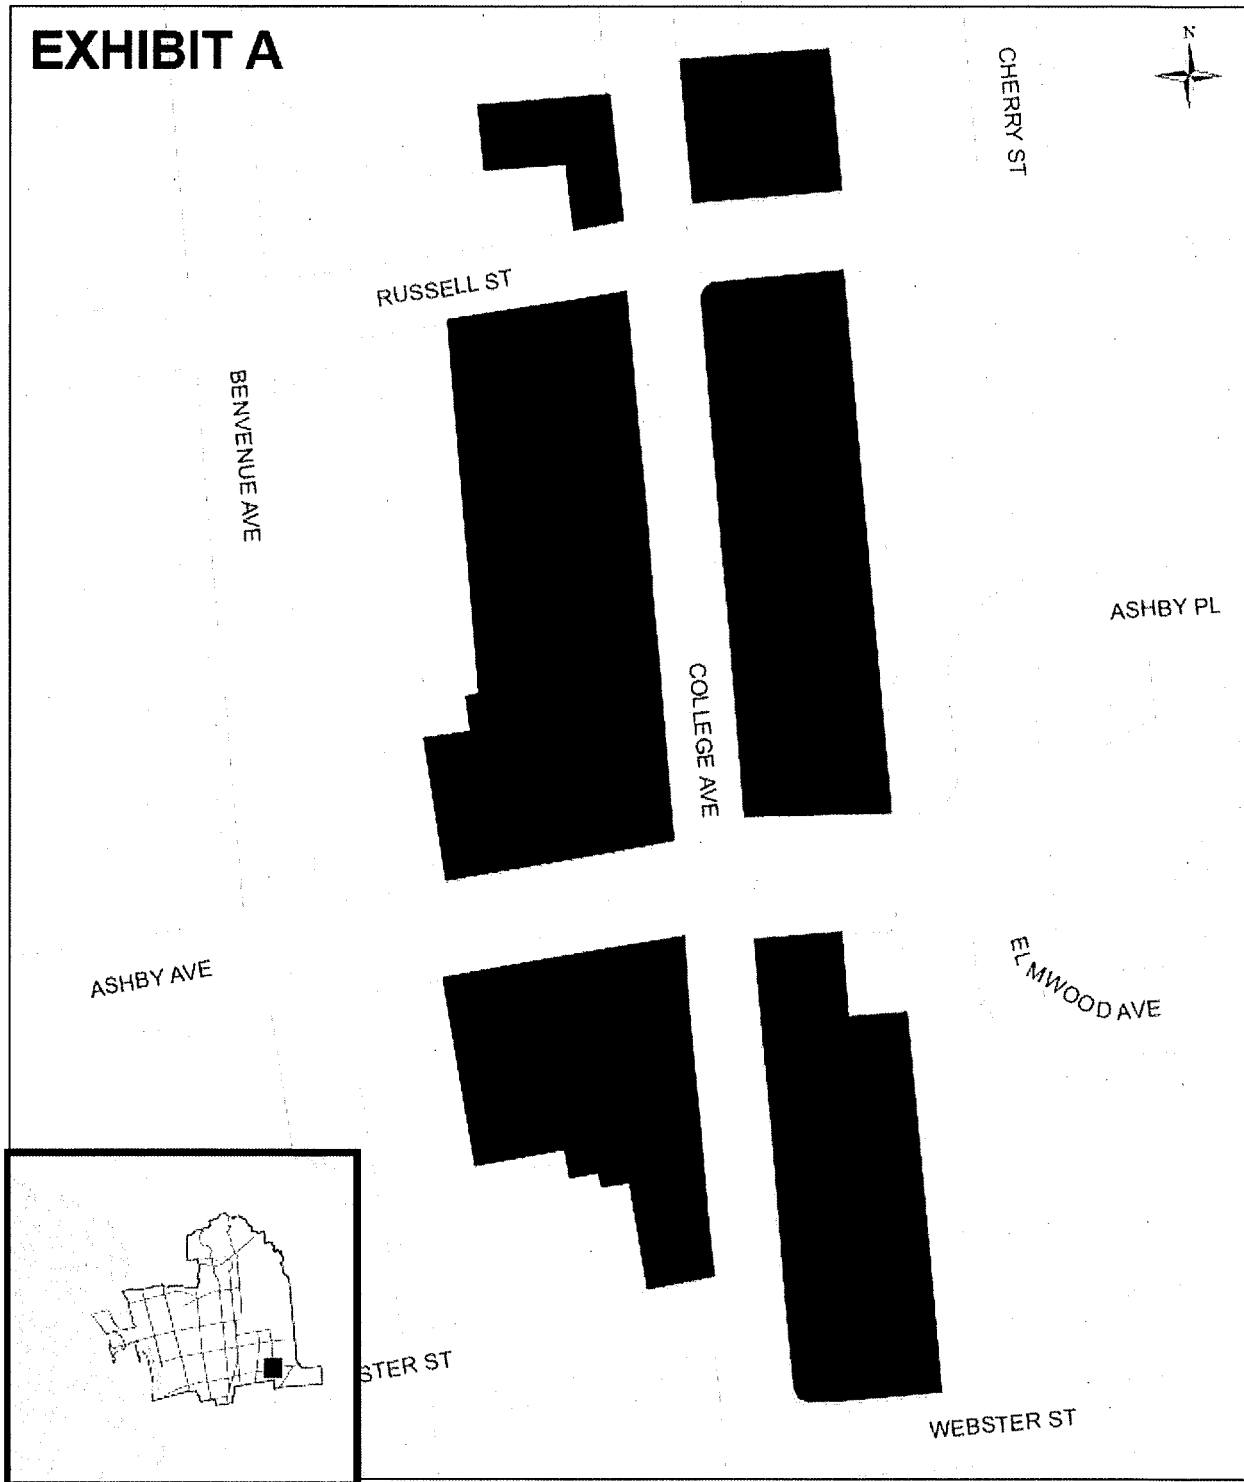 EXHIBIT A
N
CHERRY ST
RUSSELL ST
BENVENUE AVE
ASHBY PL
COLLEGE AVE
ASHBY AVE
ELMWOOD AVE
STER ST
WEBSTER ST